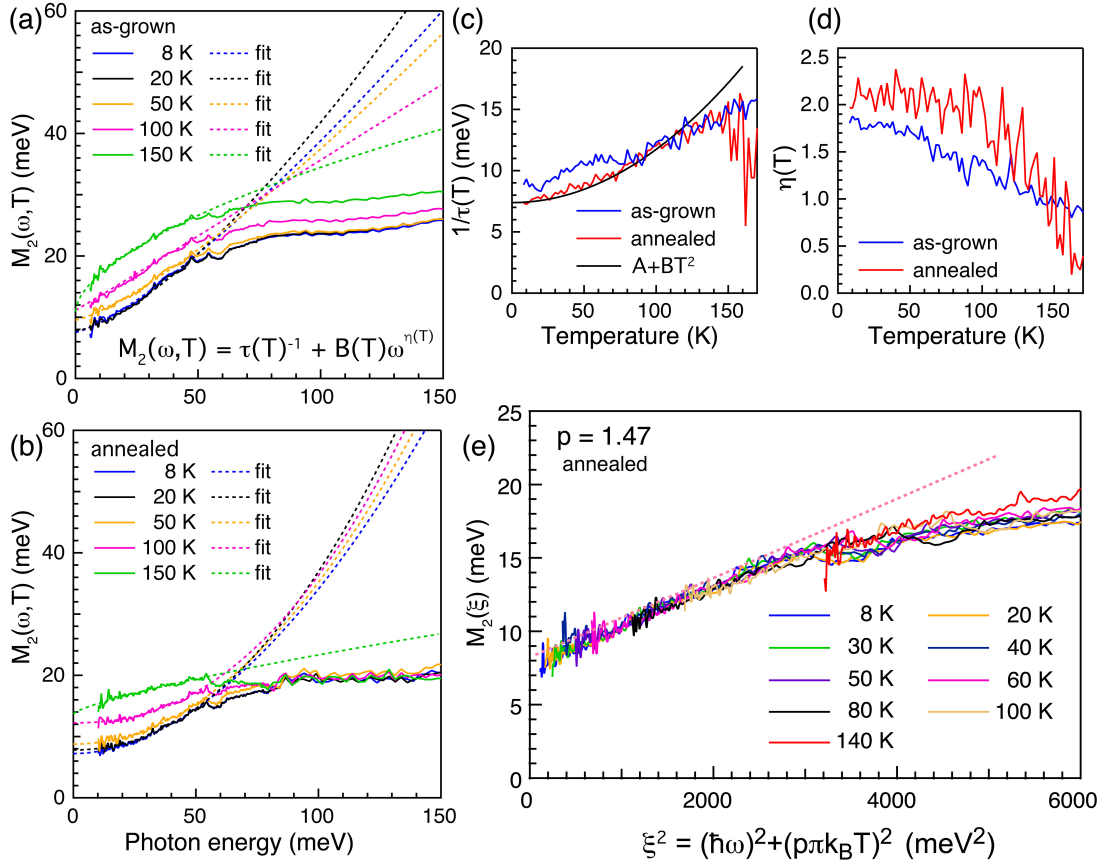 (a)
60
40
20
0
M₂(ω,T) (meV)
as-grown
8 K fit
20 K fit
50 K fit
100 K fit
150 K fit
M₂(ω,T) = τ(T)⁻¹ + B(T)ω^η(T)
0 50 100 150
(b)
60
40
20
0
M₂(ω,T) (meV)
annealed
8 K fit
20 K fit
50 K fit
100 K fit
150 K fit
0 50 100 150
Photon energy (meV)
(c)
20
15
10
5
0
1/τ(T) (meV)
as-grown
annealed
A+BT²
0 50 100 150
Temperature (K)
(d)
2.5
2.0
1.5
1.0
0.5
0.0
η(T)
as-grown
annealed
0 50 100 150
Temperature (K)
(e)
25
20
15
10
5
0
M₂(ξ) (meV)
p = 1.47
annealed
8 K 20 K
30 K 40 K
50 K 60 K
80 K 100 K
140 K
0 2000 4000 6000
ξ² = (ħω)²+(pπk_BT)² (meV²)